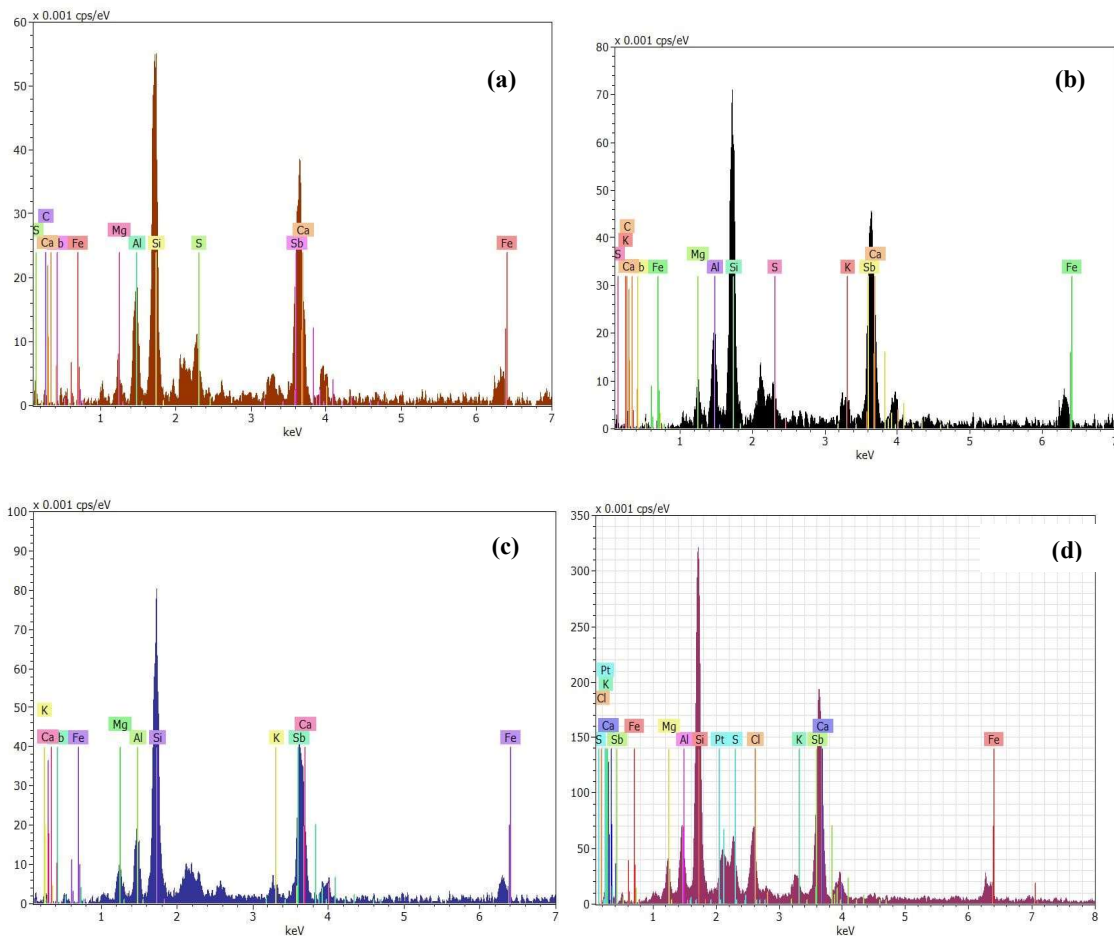 x 0.001 cps/eV
60
50
40
30
20
10
0
(a)
C
S
Ca b Fe
Mg
Al Si S
Ca
Sb
Fe
1 2 3 4 5 6 7
keV
x 0.001 cps/eV
80
70
60
50
40
30
20
10
0
(b)
C
K
S
Ca b Fe
Mg
Al Si S K
Ca
Sb
Fe
1 2 3 4 5 6 7
keV
x 0.001 cps/eV
100
90
80
70
60
50
40
30
20
10
0
(c)
K
Ca b Fe
Mg
Al Si K
Ca
Sb
Fe
1 2 3 4 5 6 7
keV
x 0.001 cps/eV
350
300
250
200
150
100
50
0
(d)
Pt
K
Cl
Ca Fe
S Sb
Mg
Al Si Pt S Cl K
Ca
Sb
Fe
1 2 3 4 5 6 7 8
keV